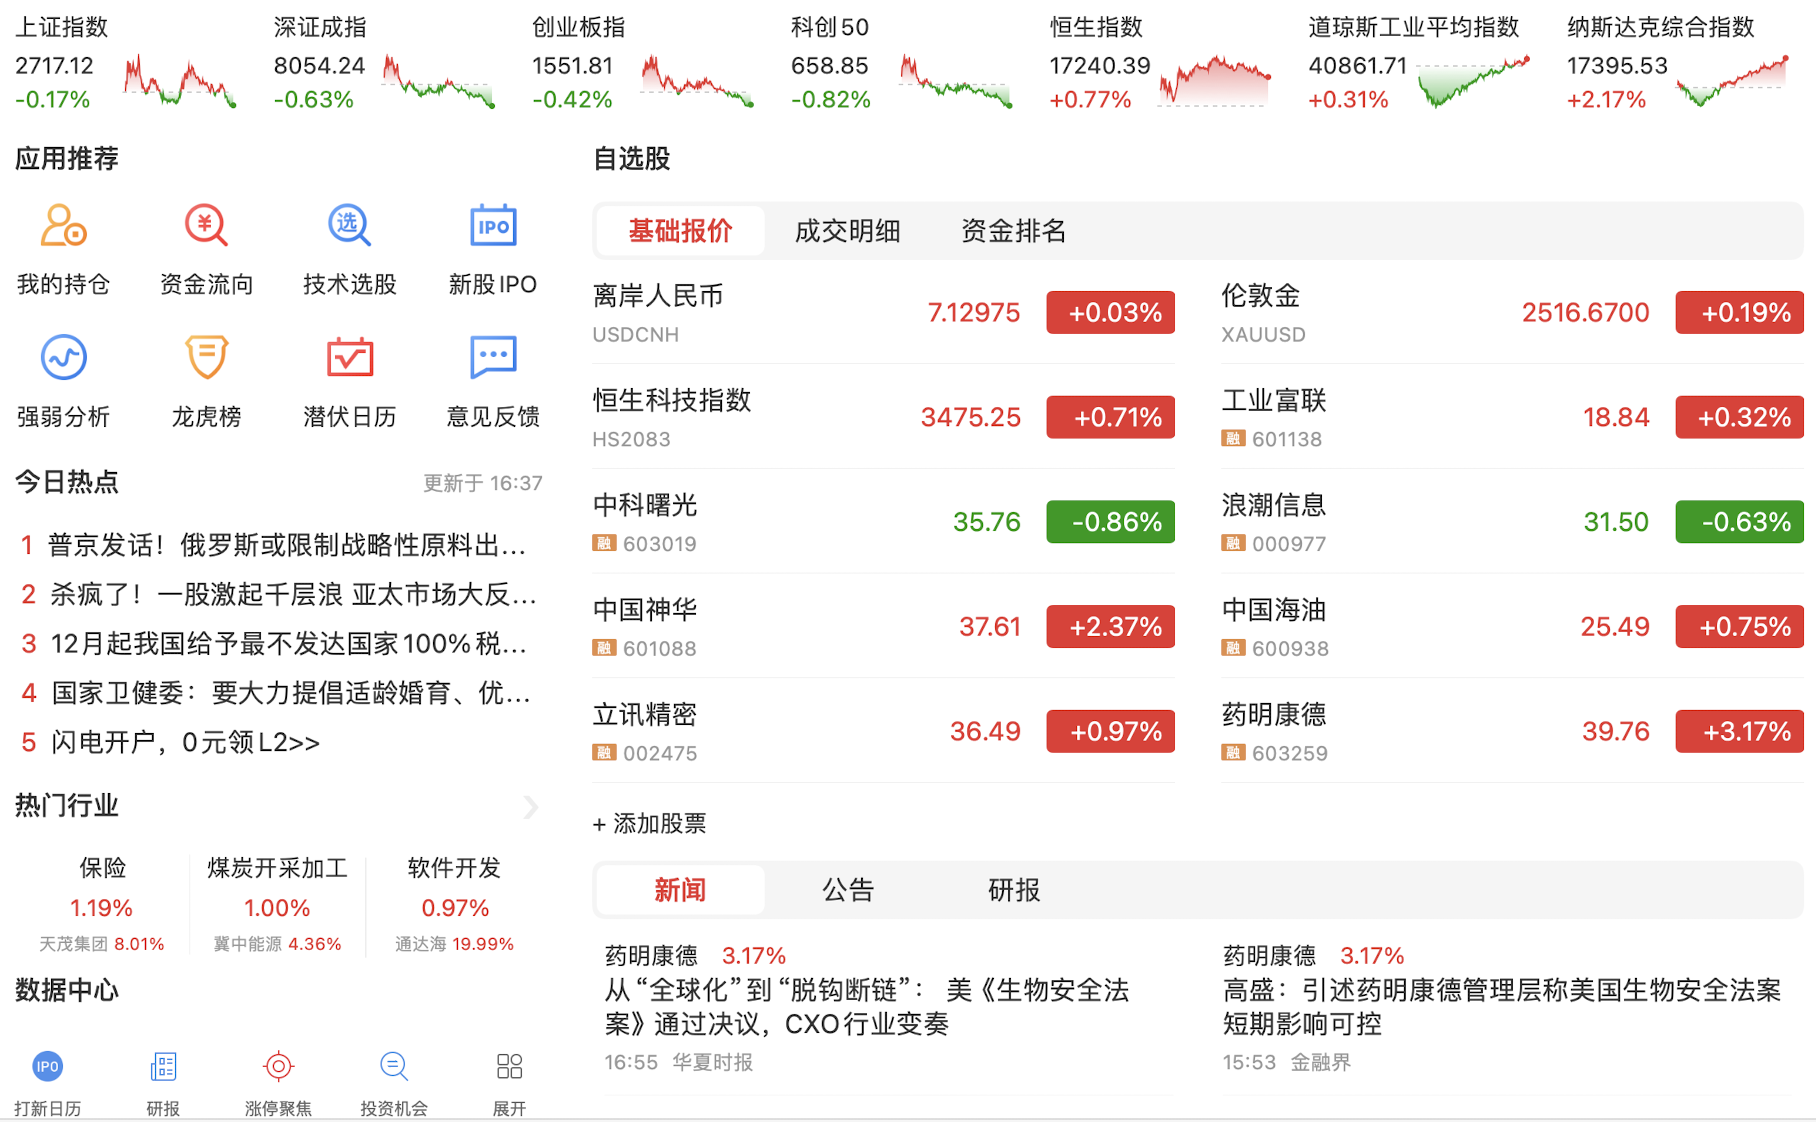 上证指数
2717.12
-0.17%
深证成指
8054.24
-0.63%
创业板指
1551.81
-0.42%
科创50
658.85
-0.82%
恒生指数
17240.39
+0.77%
道琼斯工业平均指数
40861.71
+0.31%
纳斯达克综合指数
17395.53
+2.17%
应用推荐
¥
选
IPO
我的持仓
资金流向
技术选股
新股IPO
强弱分析
龙虎榜
潜伏日历
意见反馈
今日热点
更新于 16:37
1 普京发话！俄罗斯或限制战略性原料出...
2 杀疯了！一股激起千层浪 亚太市场大反...
3 12月起我国给予最不发达国家100%税...
4 国家卫健委：要大力提倡适龄婚育、优...
5 闪电开户，0元领L2>>
热门行业
保险
1.19%
天茂集团 8.01%
煤炭开采加工
1.00%
冀中能源 4.36%
软件开发
0.97%
通达海 19.99%
数据中心
IPO
打新日历
研报
涨停聚焦
投资机会
展开
自选股
基础报价
成交明细
资金排名
离岸人民币
USDCNH
7.12975
+0.03%
伦敦金
XAUUSD
2516.6700
+0.19%
恒生科技指数
HS2083
3475.25
+0.71%
工业富联
融 601138
18.84
+0.32%
中科曙光
融 603019
35.76
-0.86%
浪潮信息
融 000977
31.50
-0.63%
中国神华
融 601088
37.61
+2.37%
中国海油
融 600938
25.49
+0.75%
立讯精密
融 002475
36.49
+0.97%
药明康德
融 603259
39.76
+3.17%
+ 添加股票
新闻
公告
研报
药明康德 3.17%
从“全球化”到“脱钩断链”： 美《生物安全法
案》通过决议，CXO行业变奏
16:55 华夏时报
药明康德 3.17%
高盛：引述药明康德管理层称美国生物安全法案
短期影响可控
15:53 金融界